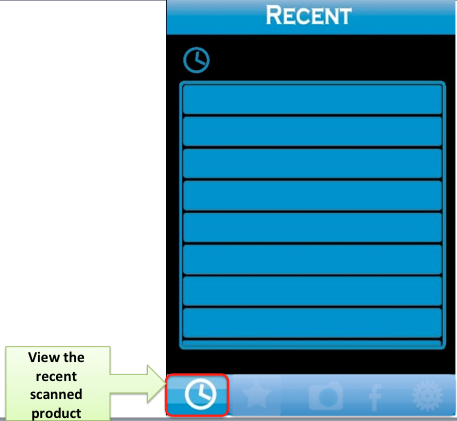 RECENT
View the
recent
scanned
product